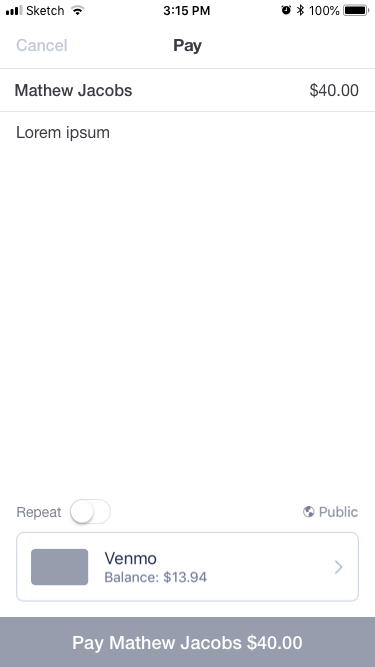 Sketch 3:15 PM 100%
Cancel Pay
Mathew Jacobs $40.00
Lorem ipsum
Repeat Public
Venmo
Balance: $13.94
Pay Mathew Jacobs $40.00